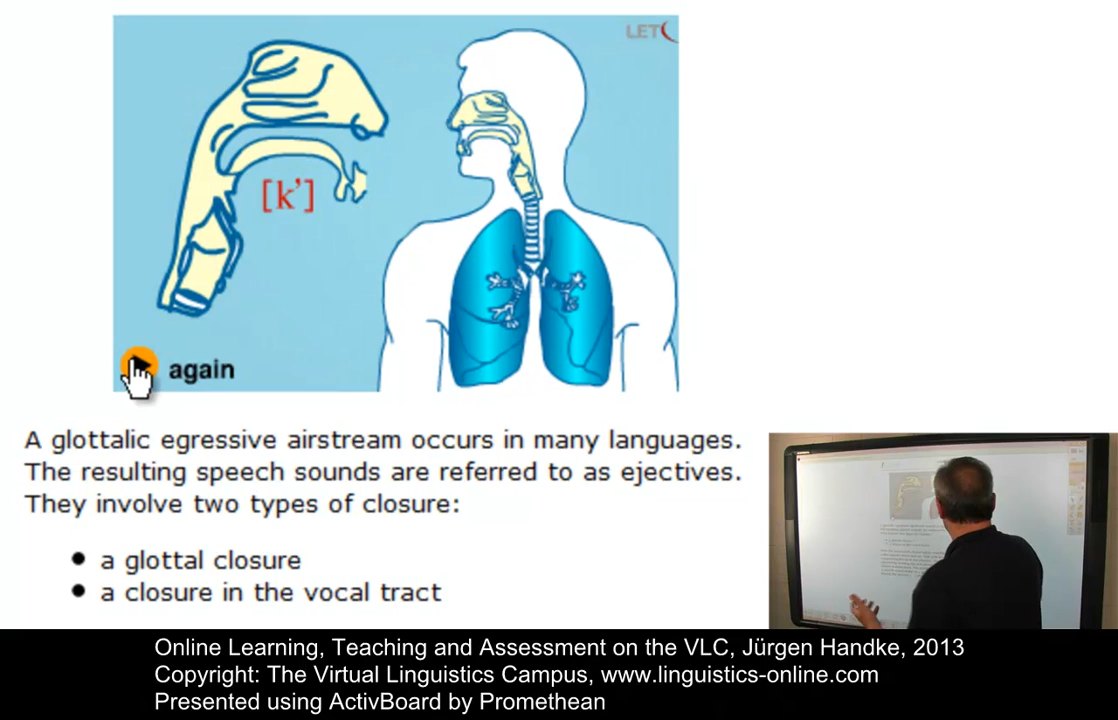 LET
[k']
again
A glottalic egressive airstream occurs in many languages.
The resulting speech sounds are referred to as ejectives.
They involve two types of closure:
a glottal closure
a closure in the vocal tract
Online Learning, Teaching and Assessment on the VLC, Jürgen Handke, 2013
Copyright: The Virtual Linguistics Campus, www.linguistics-online.com
Presented using ActivBoard by Promethean